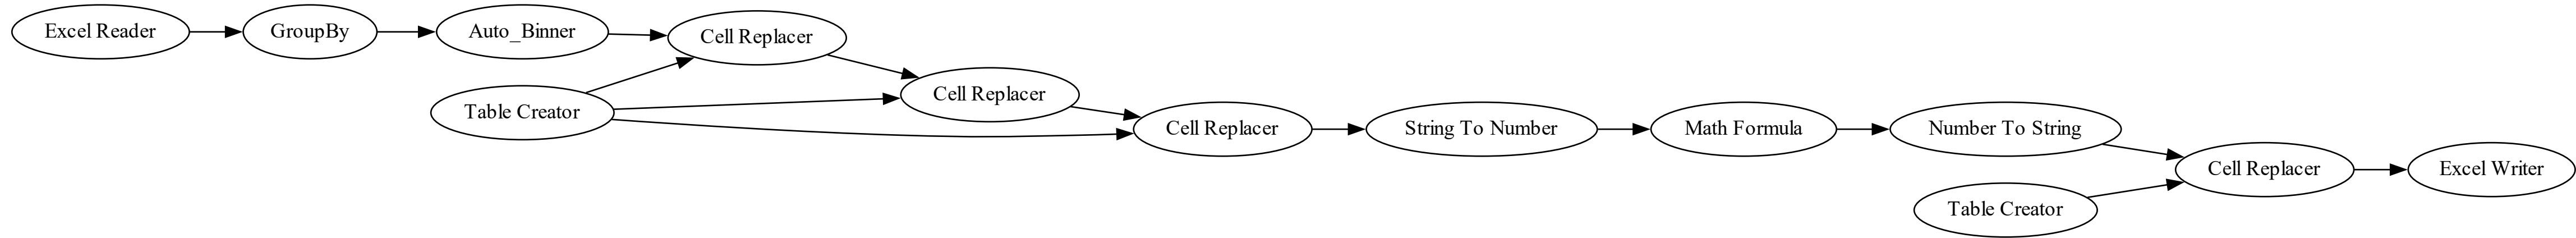 Excel Reader
GroupBy
Auto_Binner
Cell Replacer
Table Creator
Cell Replacer
Cell Replacer
String To Number
Math Formula
Number To String
Table Creator
Cell Replacer
Excel Writer